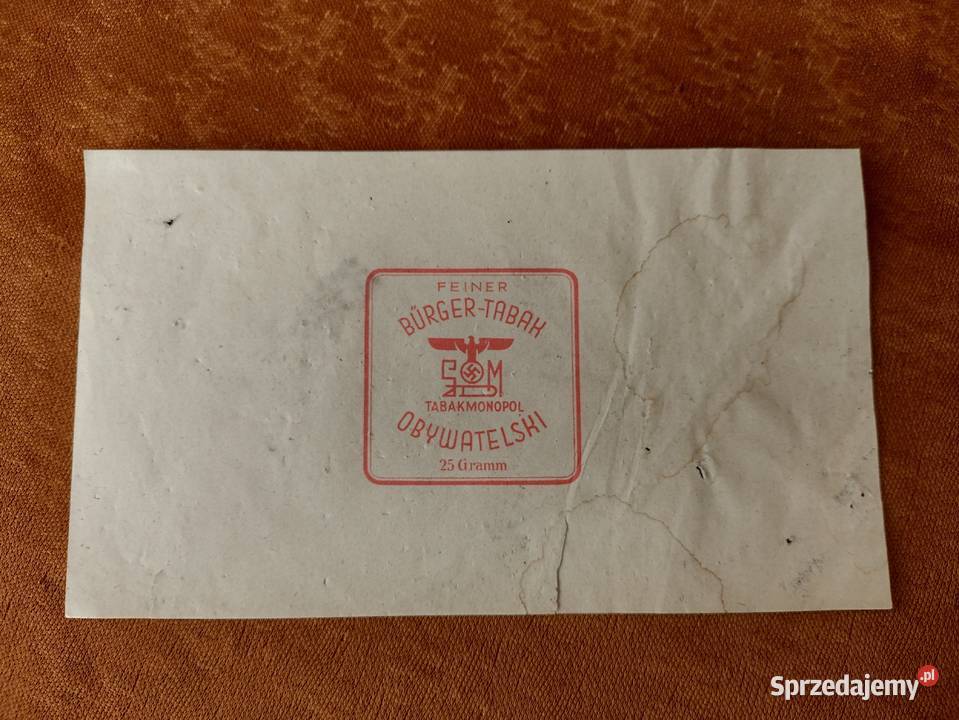 FEINER
BÜRGER-TABAK
G M
TABAKMONOPOL
OBYWATELSKI
25 Gramm
Sprzedajemy.pl